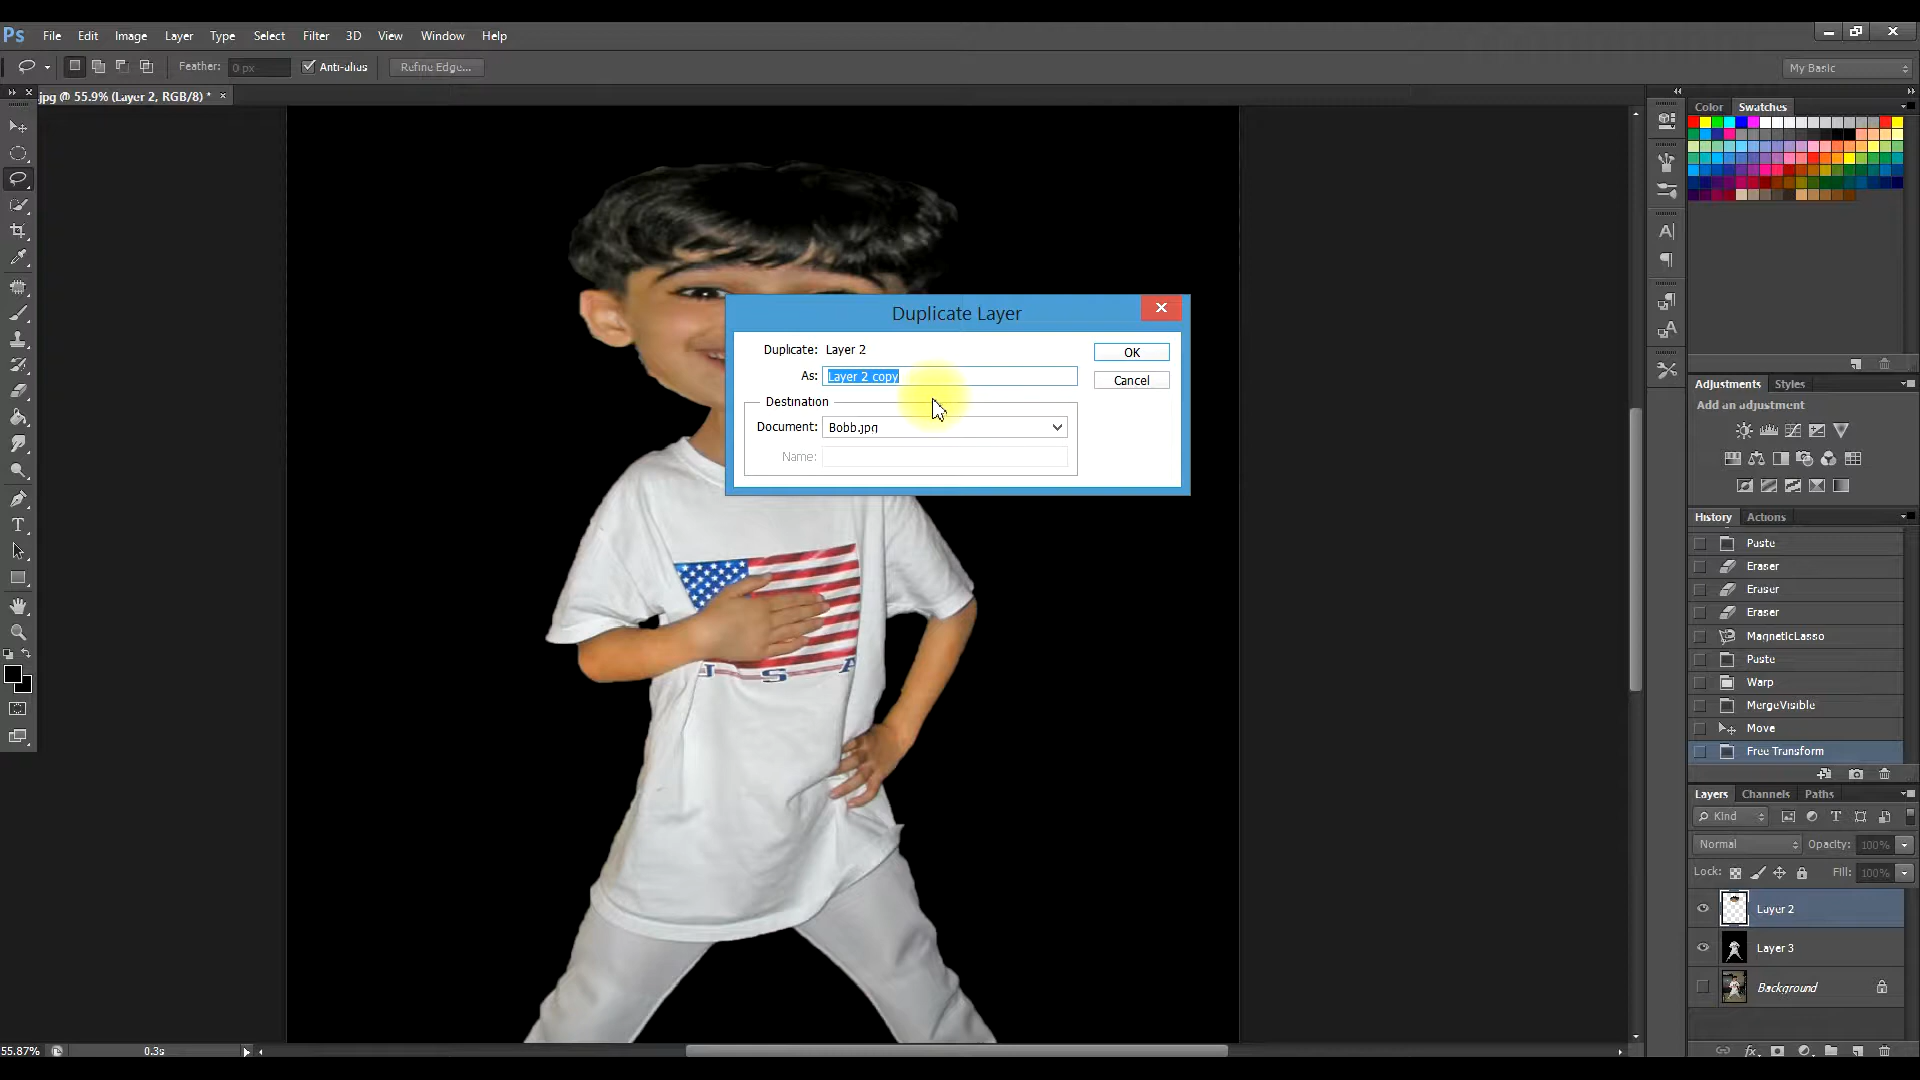 Ps File Edit Image Layer Type Select Filter 3D View Window Help
Feather: 0 px Anti-alias Refine Edge... My Basic
.jpg @ 55.9% (Layer 2, RGB/8) * ×
Color Swatches
Duplicate Layer
Duplicate: Layer 2
OK
As: Layer 2 copy
Cancel
Destination
Document: Bobb.jpg
Name:
Adjustments Styles
Add an adjustment
History Actions
Paste
Eraser
Eraser
Eraser
MagneticLasso
Paste
Warp
MergeVisible
Move
Free Transform
Layers Channels Paths
Kind
Normal Opacity: 100%
Lock: Fill: 100%
Layer 2
Layer 3
Background
U S A
55.87% 0.3s